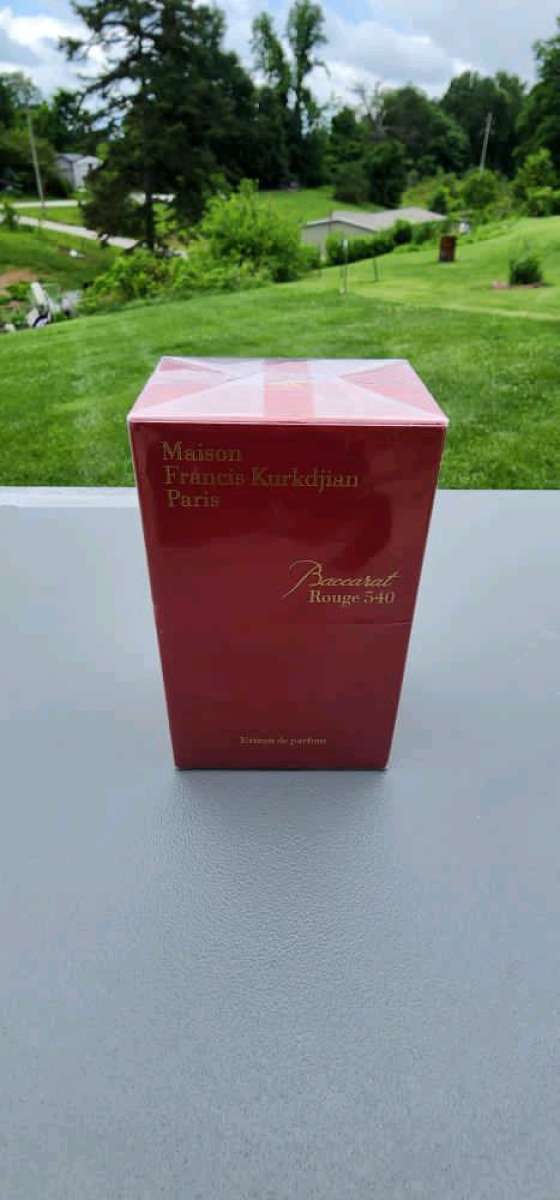 Maison
Francis Kurkdjian
Paris
Baccarat
Rouge 540
Extrait de parfum